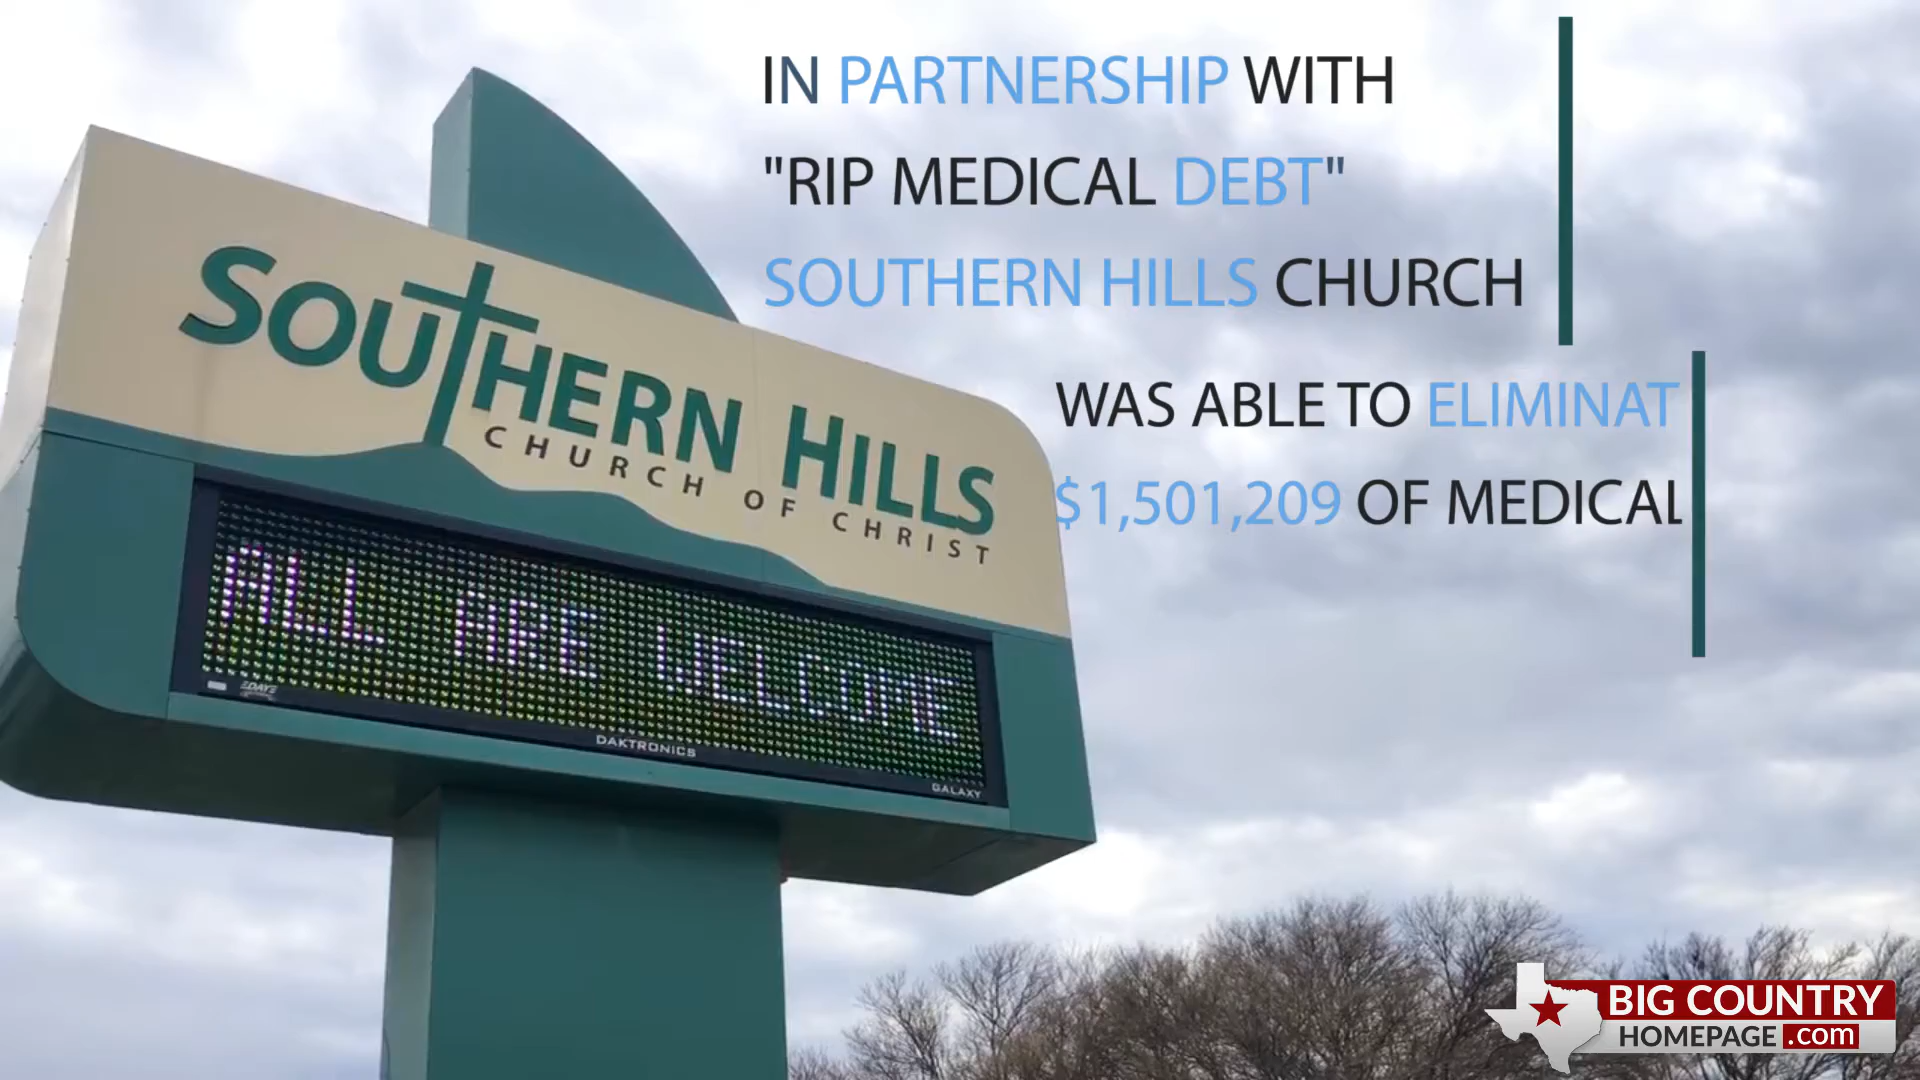 IN PARTNERSHIP WITH
"RIP MEDICAL DEBT"
SOUTHERN HILLS CHURCH
WAS ABLE TO ELIMINAT
$1,501,209 OF MEDICAL
SOUTHERN HILLS
CHURCH OF CHRIST
ALL ARE WELCOME
DAKTRONICS
GALAXY
BIG COUNTRY
HOMEPAGE.com